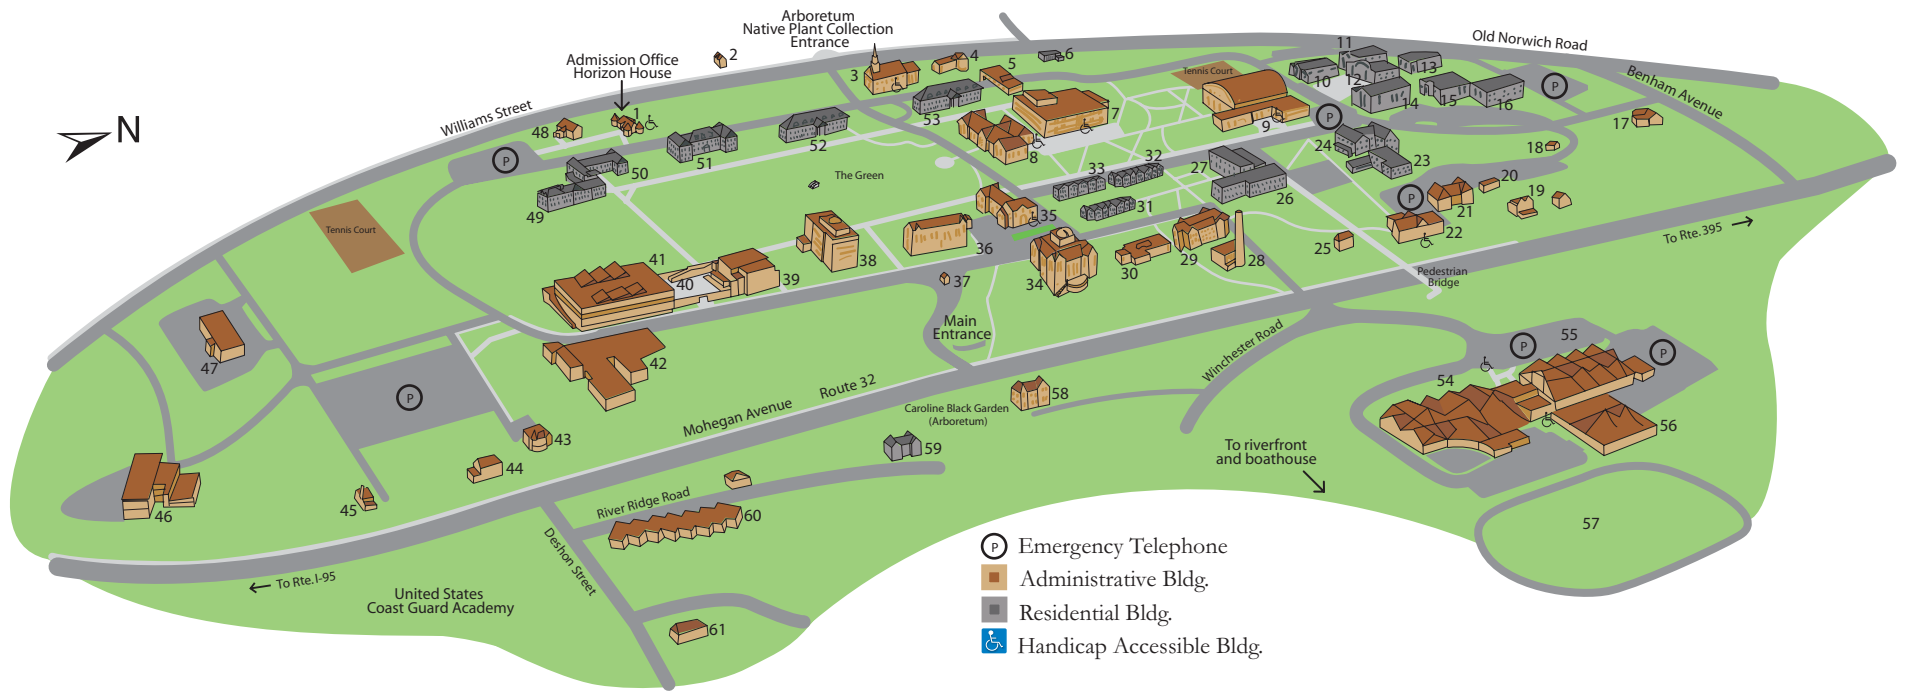 Arboretum
Native Plant Collection
Entrance
Admission Office
Horizon House
Old Norwich Road
Benham Avenue
Williams Street
N
2
3
4
5
6
11
10
12
13
14
15
16
P
17
Tennis Court
7
9
P
1
48
53
8
24
23
18
P
51
52
50
49
33
32
27
26
20
P
21
19
22
The Green
31
35
Tennis Court
36
38
30
29
28
25
To Rte. 395
41
40
39
34
37
Pedestrian
Bridge
Main
Entrance
47
42
Winchester Road
P
55
P
54
56
P
Route 32
Mohegan Avenue
58
Caroline Black Garden
(Arboretum)
43
44
59
To riverfront
and boathouse
46
45
River Ridge Road
60
57
Deshon Street
To Rte. I-95
United States
Coast Guard Academy
61
P Emergency Telephone
Administrative Bldg.
Residential Bldg.
Handicap Accessible Bldg.